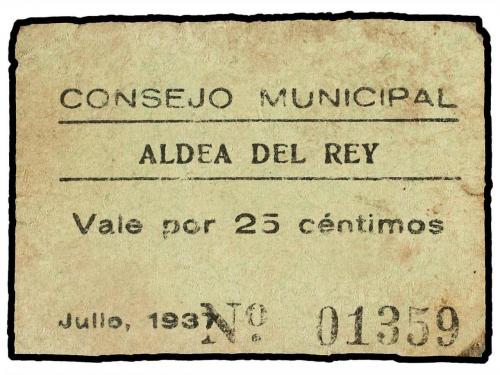 CONSEJO MUNICIPAL
ALDEA DEL REY
Vale por 25 céntimos
Julio, 1937 Nº 01359